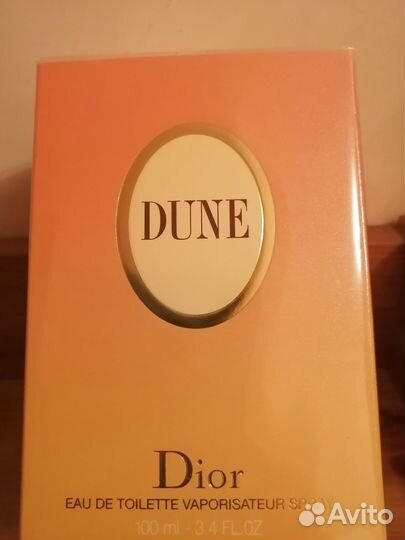 DUNE
Dior
EAU DE TOILETTE VAPORISATEUR SPRAY
100 ml - 3.4 FL.OZ
Avito